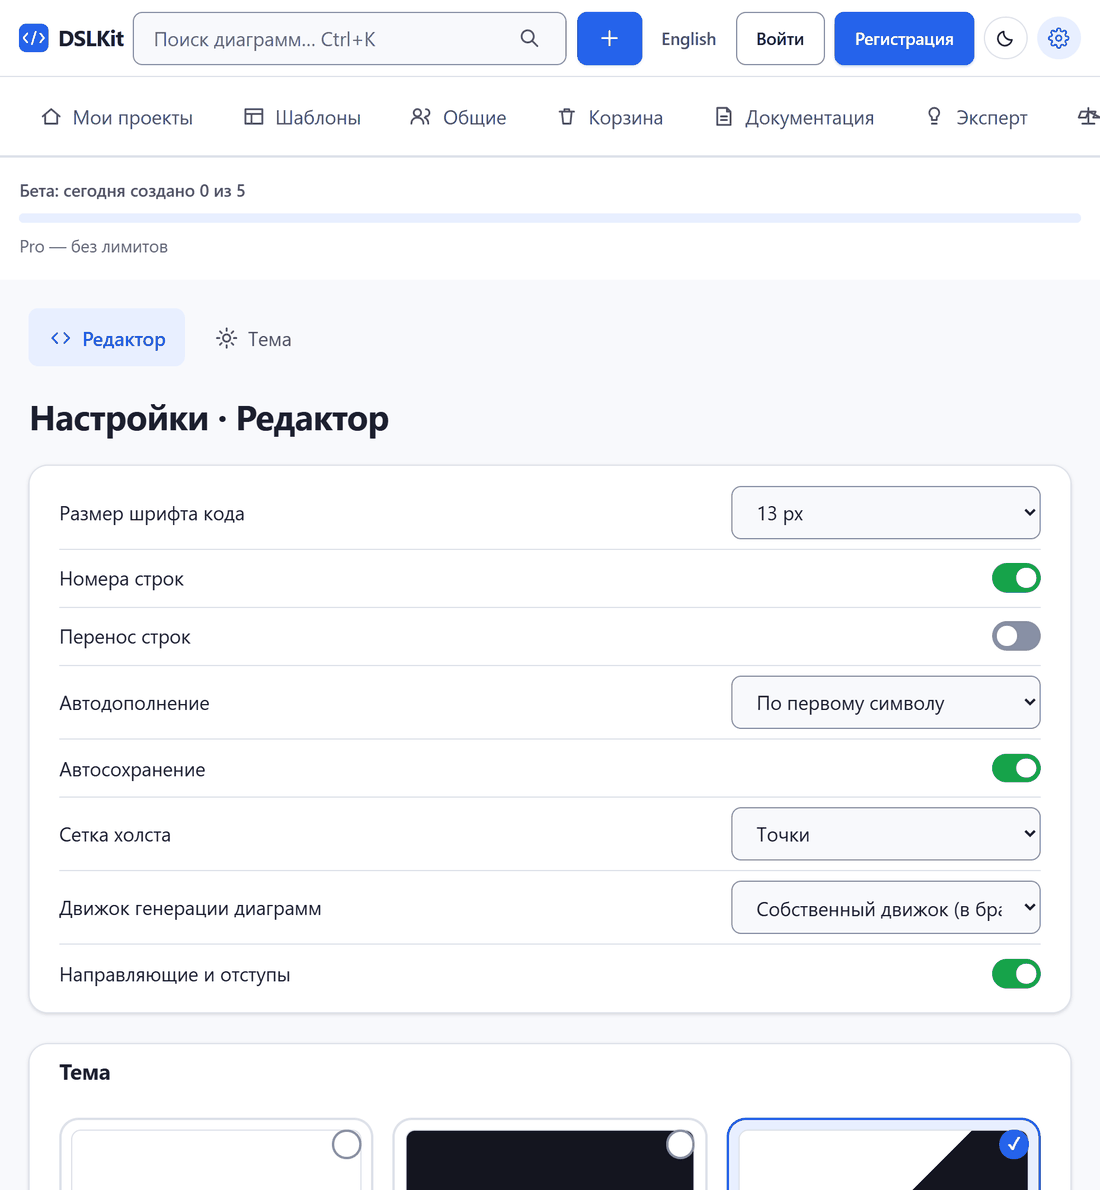 DSLKit
Поиск диаграмм... Ctrl+K
English
Войти
Регистрация
Мои проекты
Шаблоны
Общие
Корзина
Документация
Эксперт
Бета: сегодня создано 0 из 5
Pro — без лимитов
Редактор
Тема
Настройки · Редактор
Размер шрифта кода
13 px
Номера строк
Перенос строк
Автодополнение
По первому символу
Автосохранение
Сетка холста
Точки
Движок генерации диаграмм
Собственный движок (в бра
Направляющие и отступы
Тема